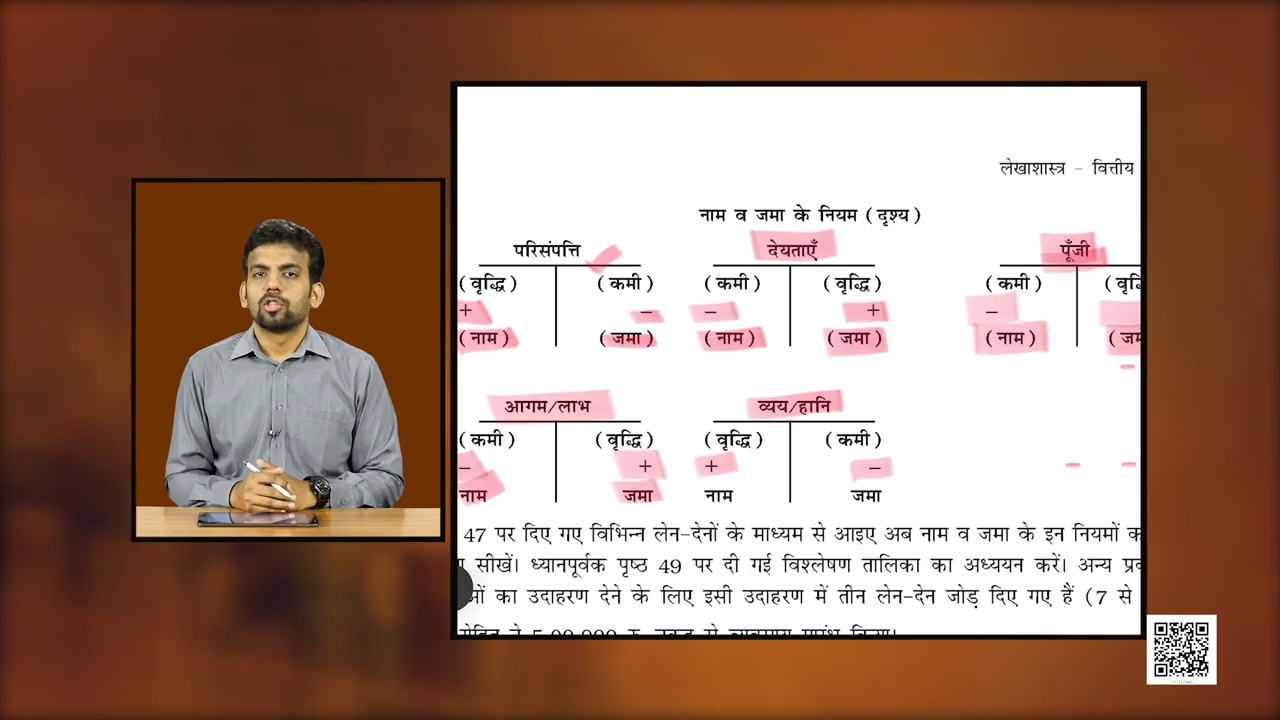 लेखाशास्त्र – वित्तीय
नाम व जमा के नियम (दृश्य)
परिसंपत्ति देयताएँ पूँजी
(वृद्धि) (कमी) (कमी) (वृद्धि) (कमी)
+ – – + –
(नाम) (जमा) (नाम) (जमा) (नाम)
आगम/लाभ व्यय/हानि
(कमी) (वृद्धि) (वृद्धि) (कमी)
– + + –
नाम जमा नाम जमा
47 पर दिए गए विभिन्न लेन-देनों के माध्यम से आइए अब नाम व जमा के इन नियमों
सीखें। ध्यानपूर्वक पृष्ठ 49 पर दी गई विश्लेषण तालिका का अध्ययन करें। अन्य
का उदाहरण देने के लिए इसी उदाहरण में तीन लेन-देन जोड़ दिए गए हैं (7 से